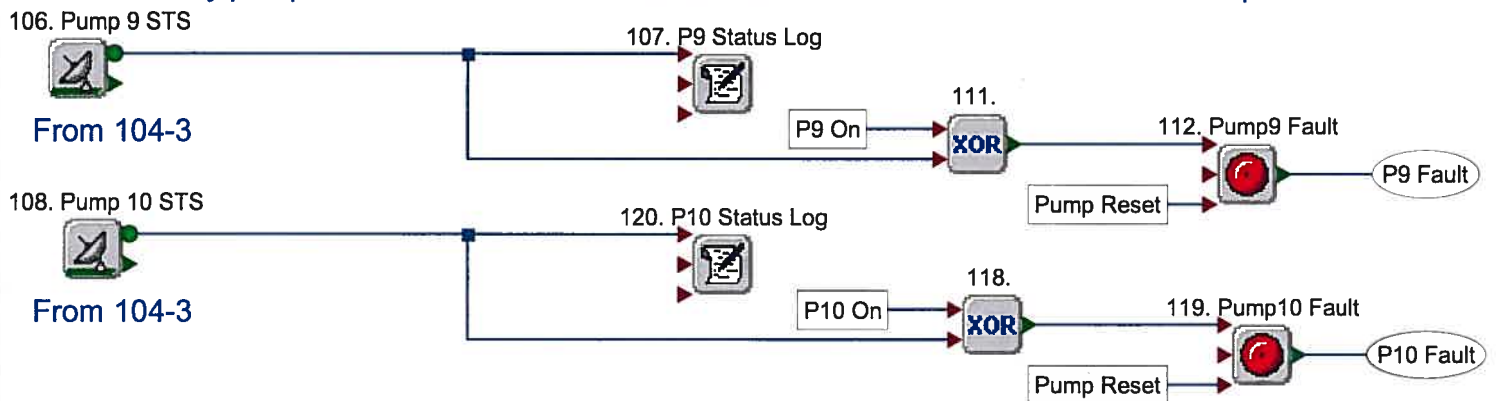 106. Pump 9 STS
107. P9 Status Log
From 104-3
P9 On
111.
XOR
112. Pump9 Fault
P9 Fault
Pump Reset
108. Pump 10 STS
120. P10 Status Log
From 104-3
P10 On
118.
XOR
119. Pump10 Fault
P10 Fault
Pump Reset